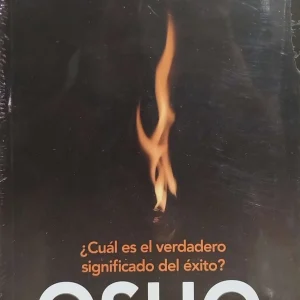 ¿Cuál es el verdadero
significado del éxito?
OSHO